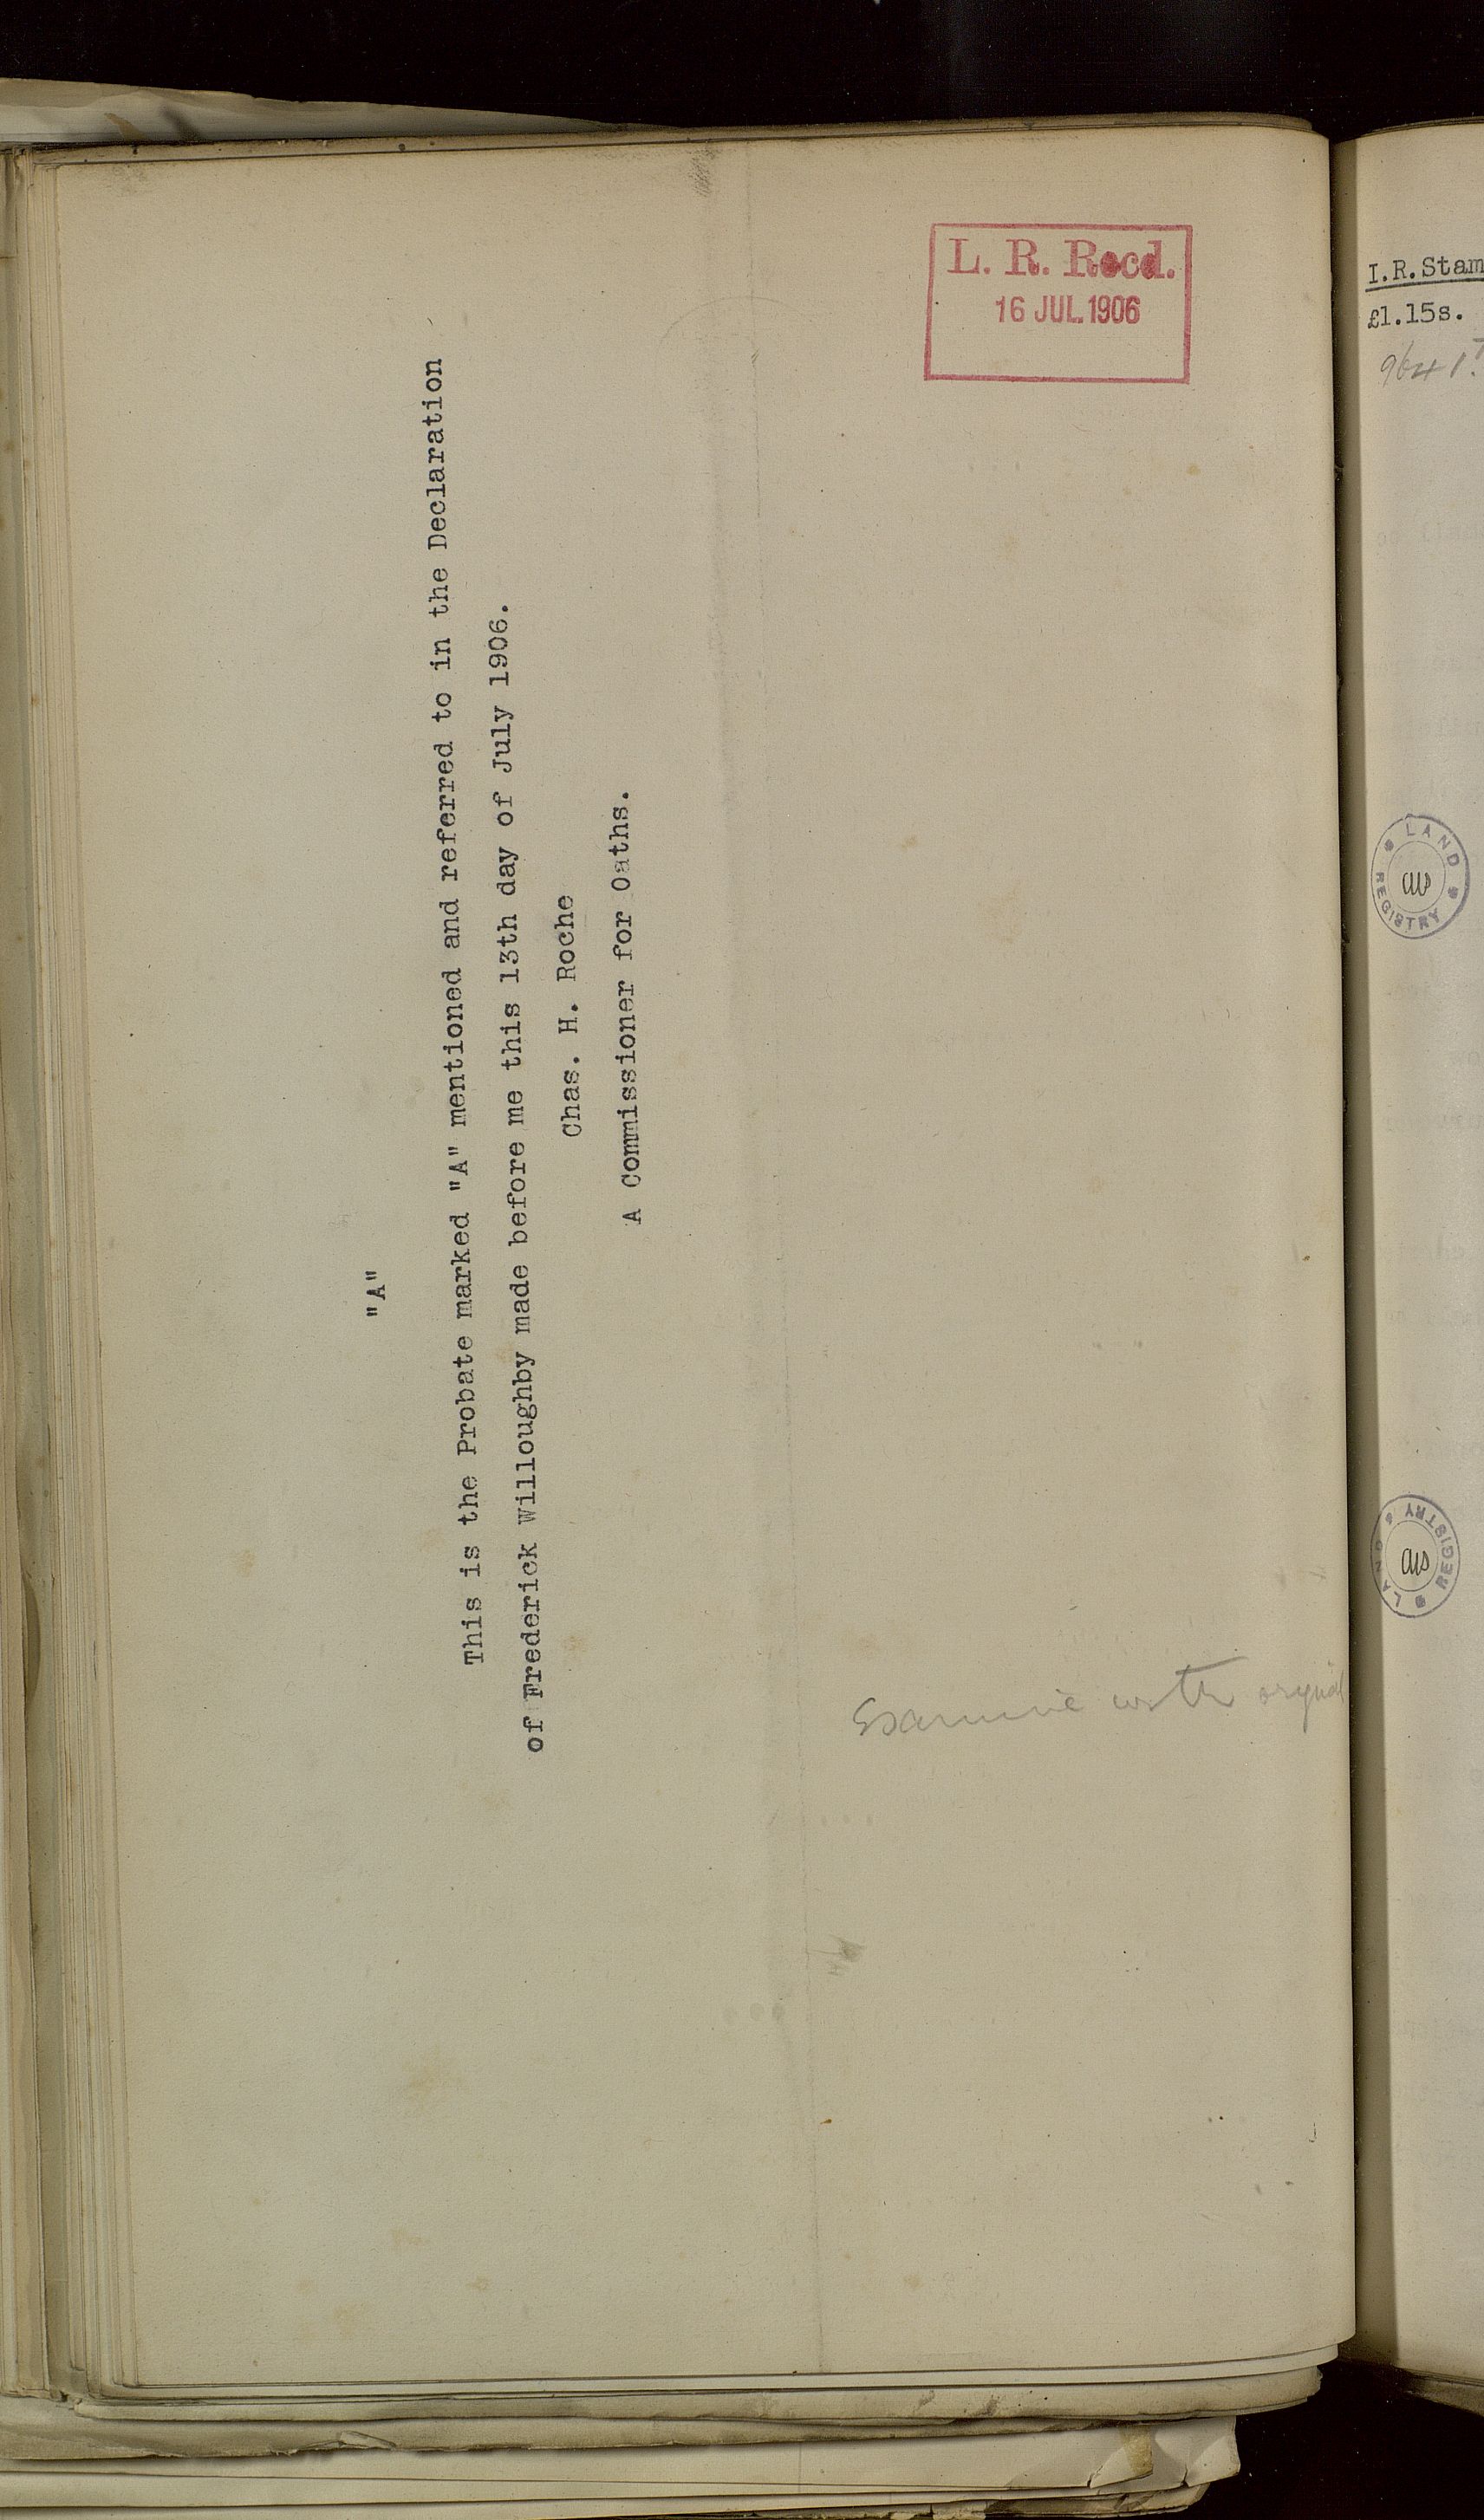 L. R. Recd.
16 JUL. 1906
"A"
This is the Probate marked "A" mentioned and referred to in the Declaration
of Frederick Willoughby made before me this 13th day of July 1906.
Chas. H. Roche
A Commissioner for Oaths.
Examine with original
I.R.Stam
£1.15s.
LAND REGISTRY
LAND REGISTRY